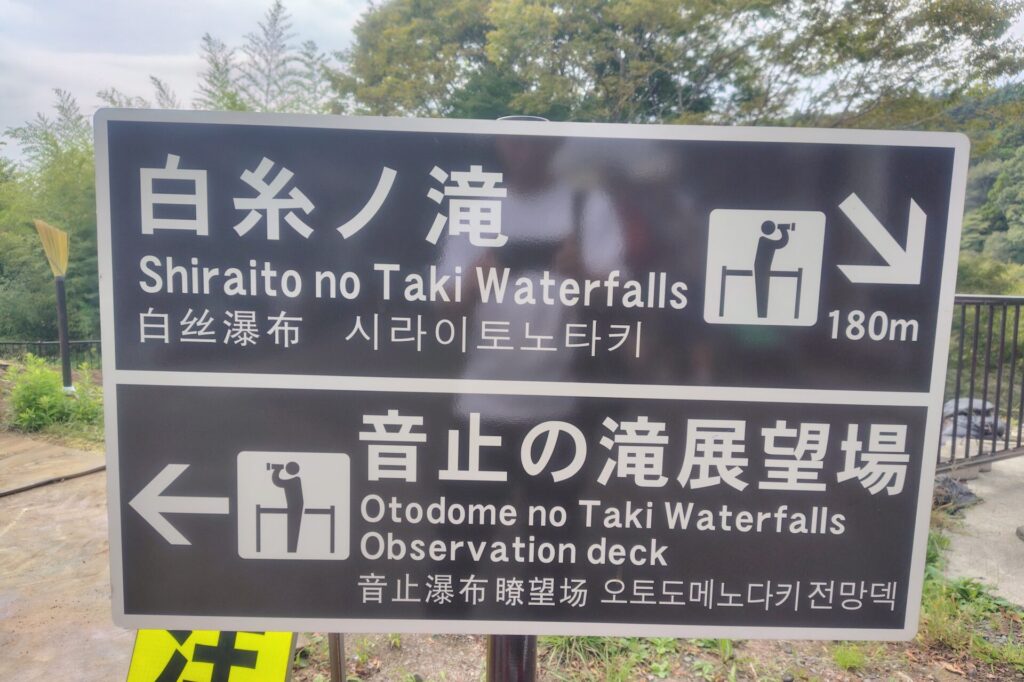 白糸ノ滝
Shiraito no Taki Waterfalls
白丝瀑布 시라이토노타키
180m
音止の滝展望場
Otodome no Taki Waterfalls
Observation deck
音止瀑布 瞭望场 오토도메노다키 전망덱
注